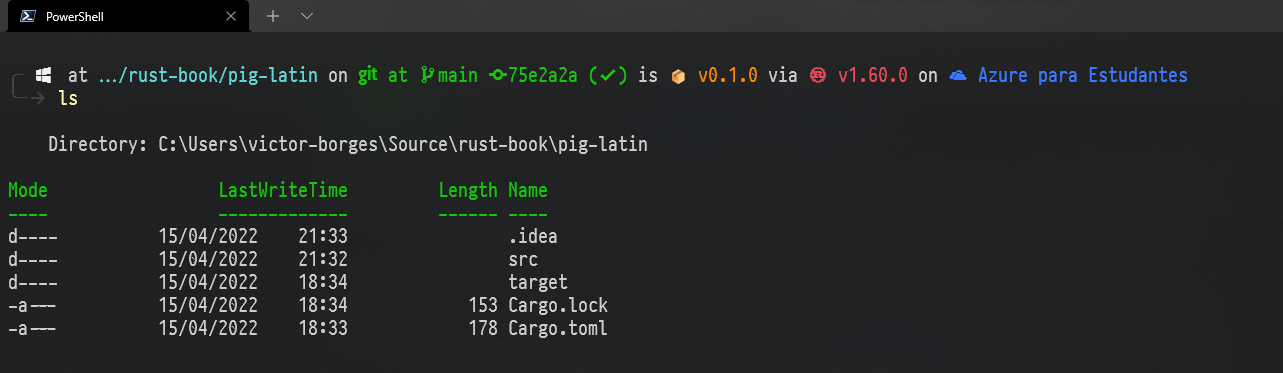 PowerShell
at .../rust-book/pig-latin on git at main 75e2a2a (✓) is v0.1.0 via v1.60.0 on Azure para Estudantes
ls
Directory: C:\Users\victor-borges\Source\rust-book\pig-latin
Mode LastWriteTime Length Name
---- ------------- ------ ----
d---- 15/04/2022 21:33 .idea
d---- 15/04/2022 21:32 src
d---- 15/04/2022 18:34 target
-a--- 15/04/2022 18:34 153 Cargo.lock
-a--- 15/04/2022 18:33 178 Cargo.toml